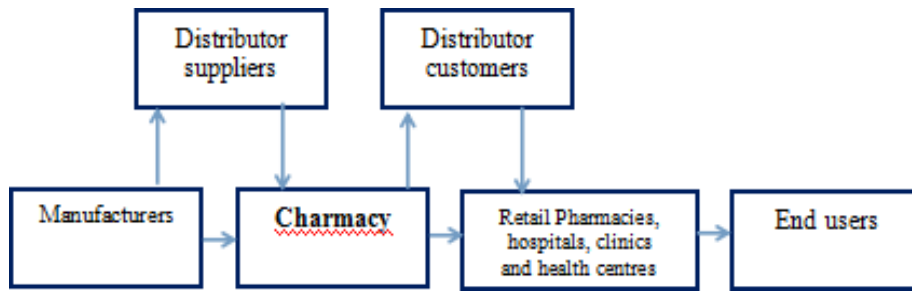 Distributor
suppliers
Distributor
customers
Manufacturers
Charmacy
Retail Pharmacies,
hospitals, clinics
and health centres
End users